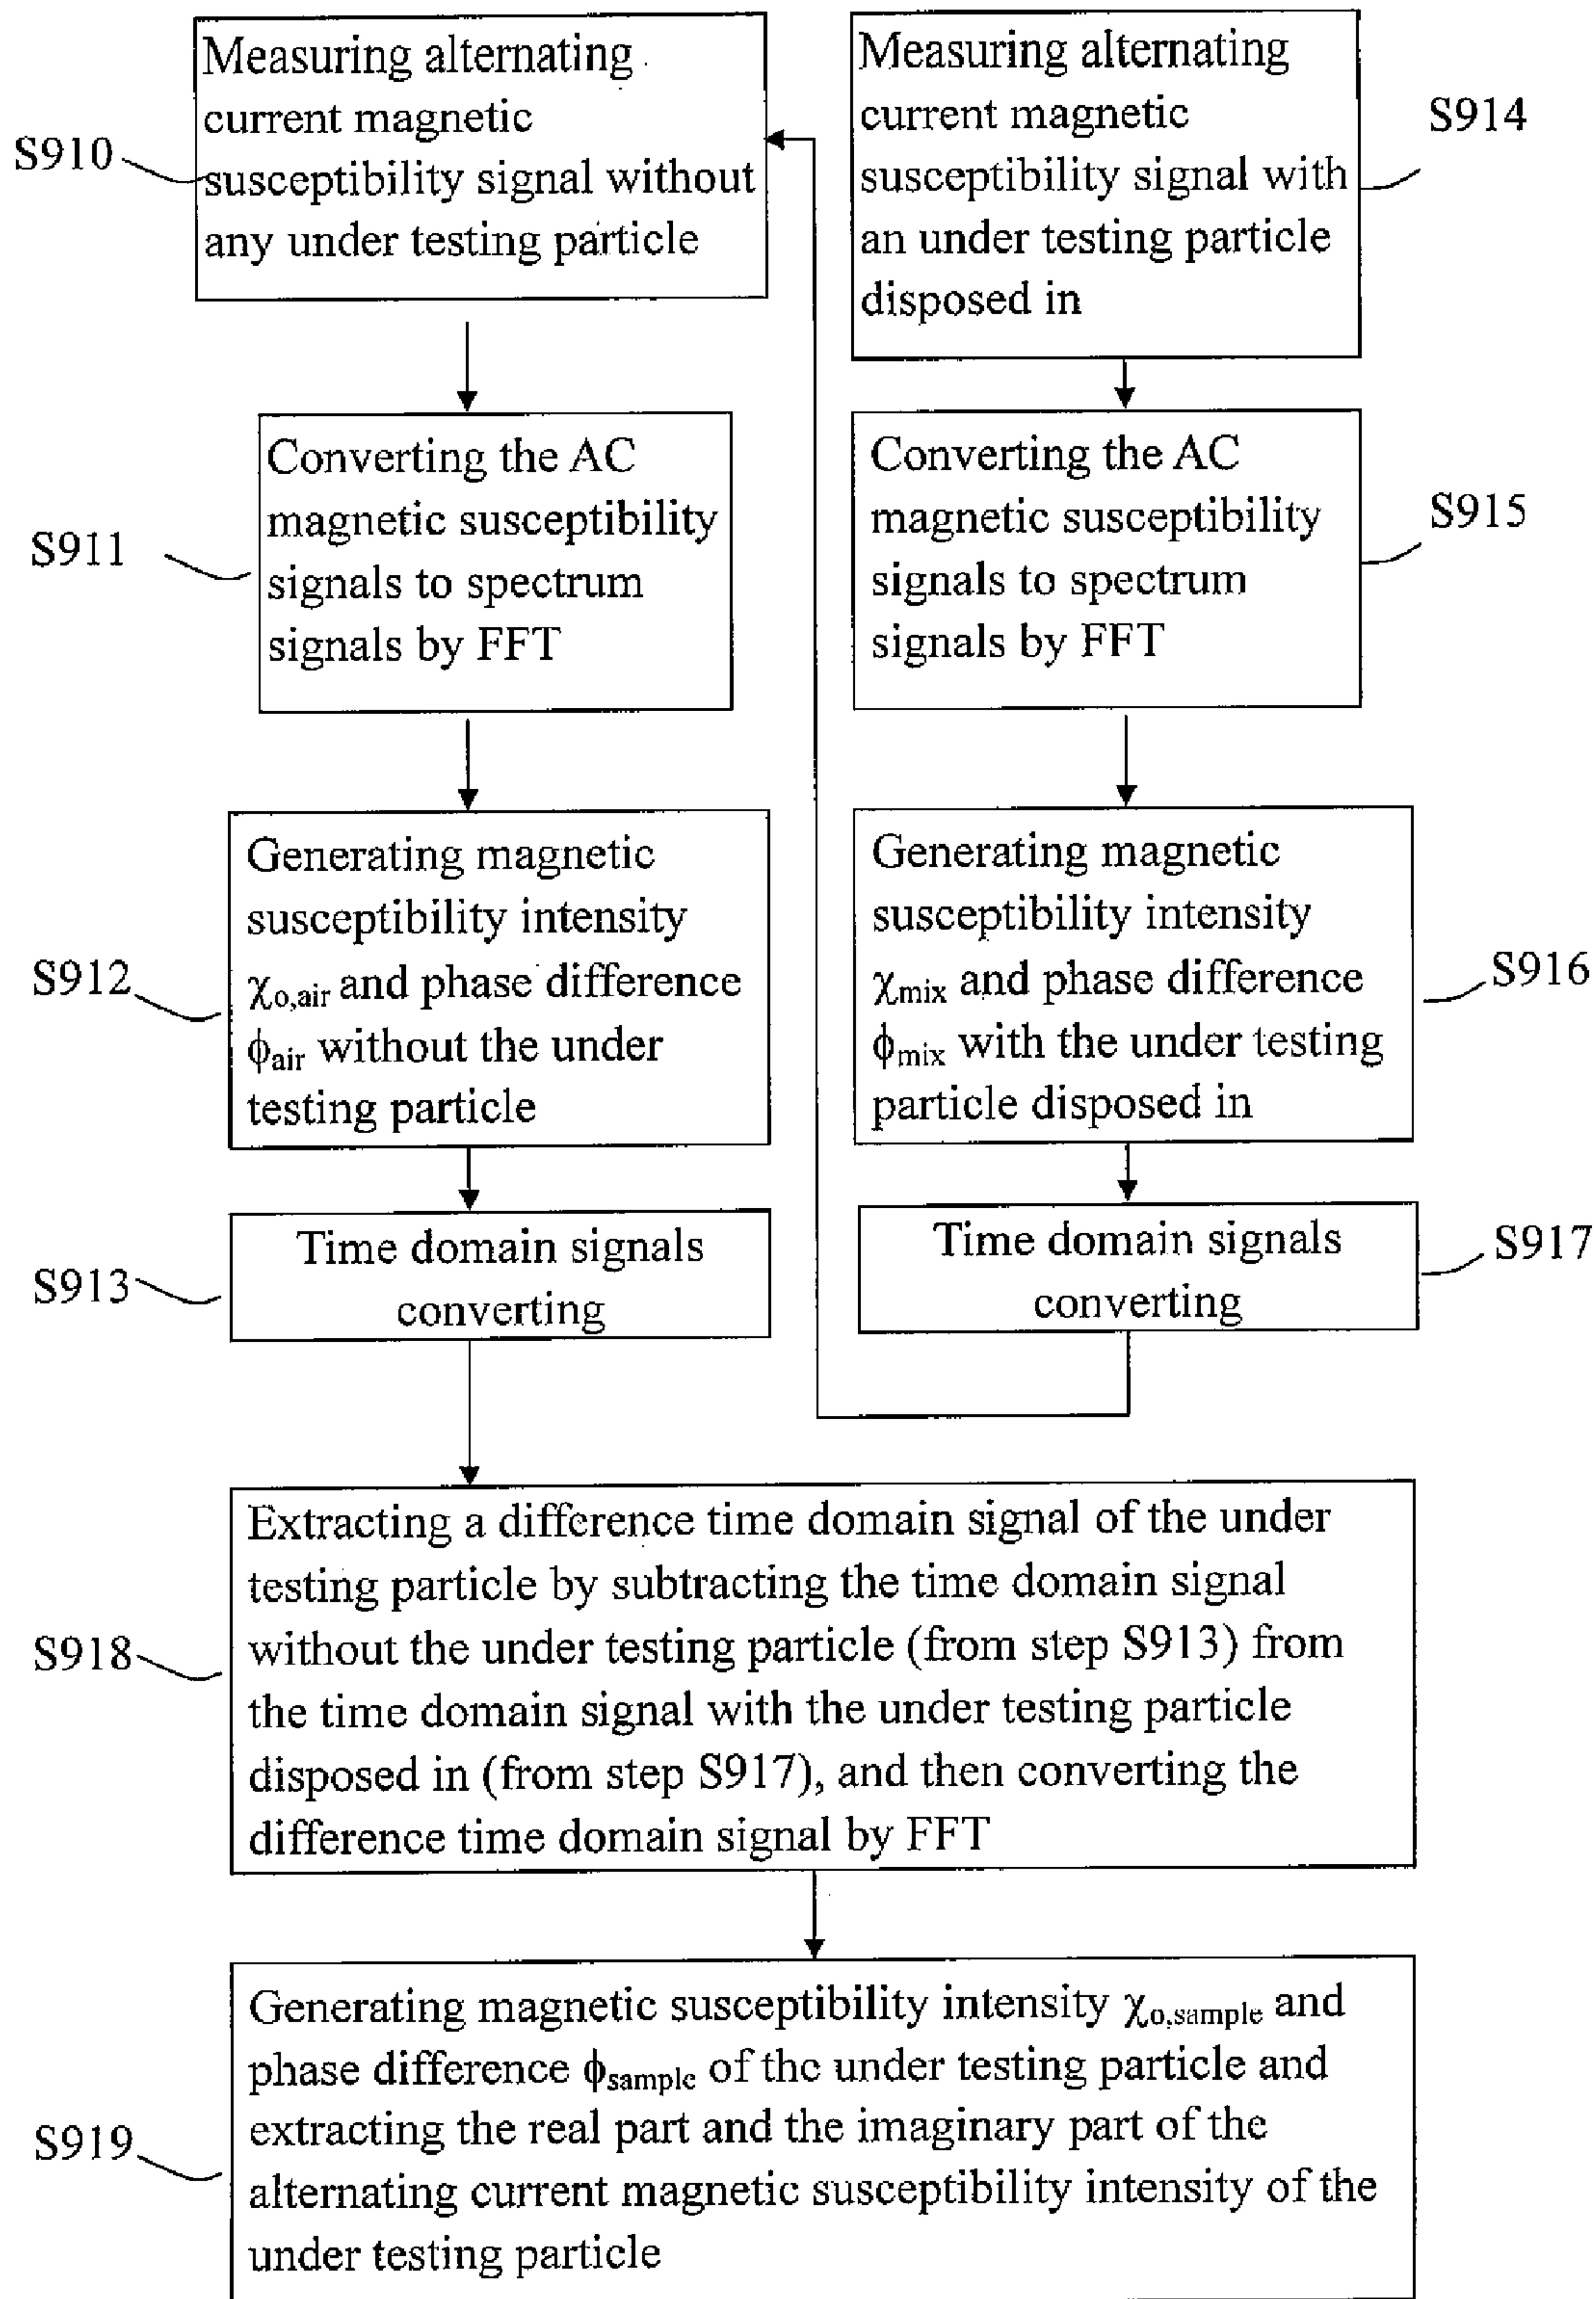 S910
Measuring alternating
current magnetic
susceptibility signal without
any under testing particle
S911
Converting the AC
magnetic susceptibility
signals to spectrum
signals by FFT
S912
Generating magnetic
susceptibility intensity
χo,air and phase difference
ϕair without the under
testing particle
S913
Time domain signals
converting
S914
Measuring alternating
current magnetic
susceptibility signal with
an under testing particle
disposed in
S915
Converting the AC
magnetic susceptibility
signals to spectrum
signals by FFT
S916
Generating magnetic
susceptibility intensity
χmix and phase difference
ϕmix with the under testing
particle disposed in
S917
Time domain signals
converting
S918
Extracting a difference time domain signal of the under
testing particle by subtracting the time domain signal
without the under testing particle (from step S913) from
the time domain signal with the under testing particle
disposed in (from step S917), and then converting the
difference time domain signal by FFT
S919
Generating magnetic susceptibility intensity χo,sample and
phase difference ϕsample of the under testing particle and
extracting the real part and the imaginary part of the
alternating current magnetic susceptibility intensity of the
under testing particle